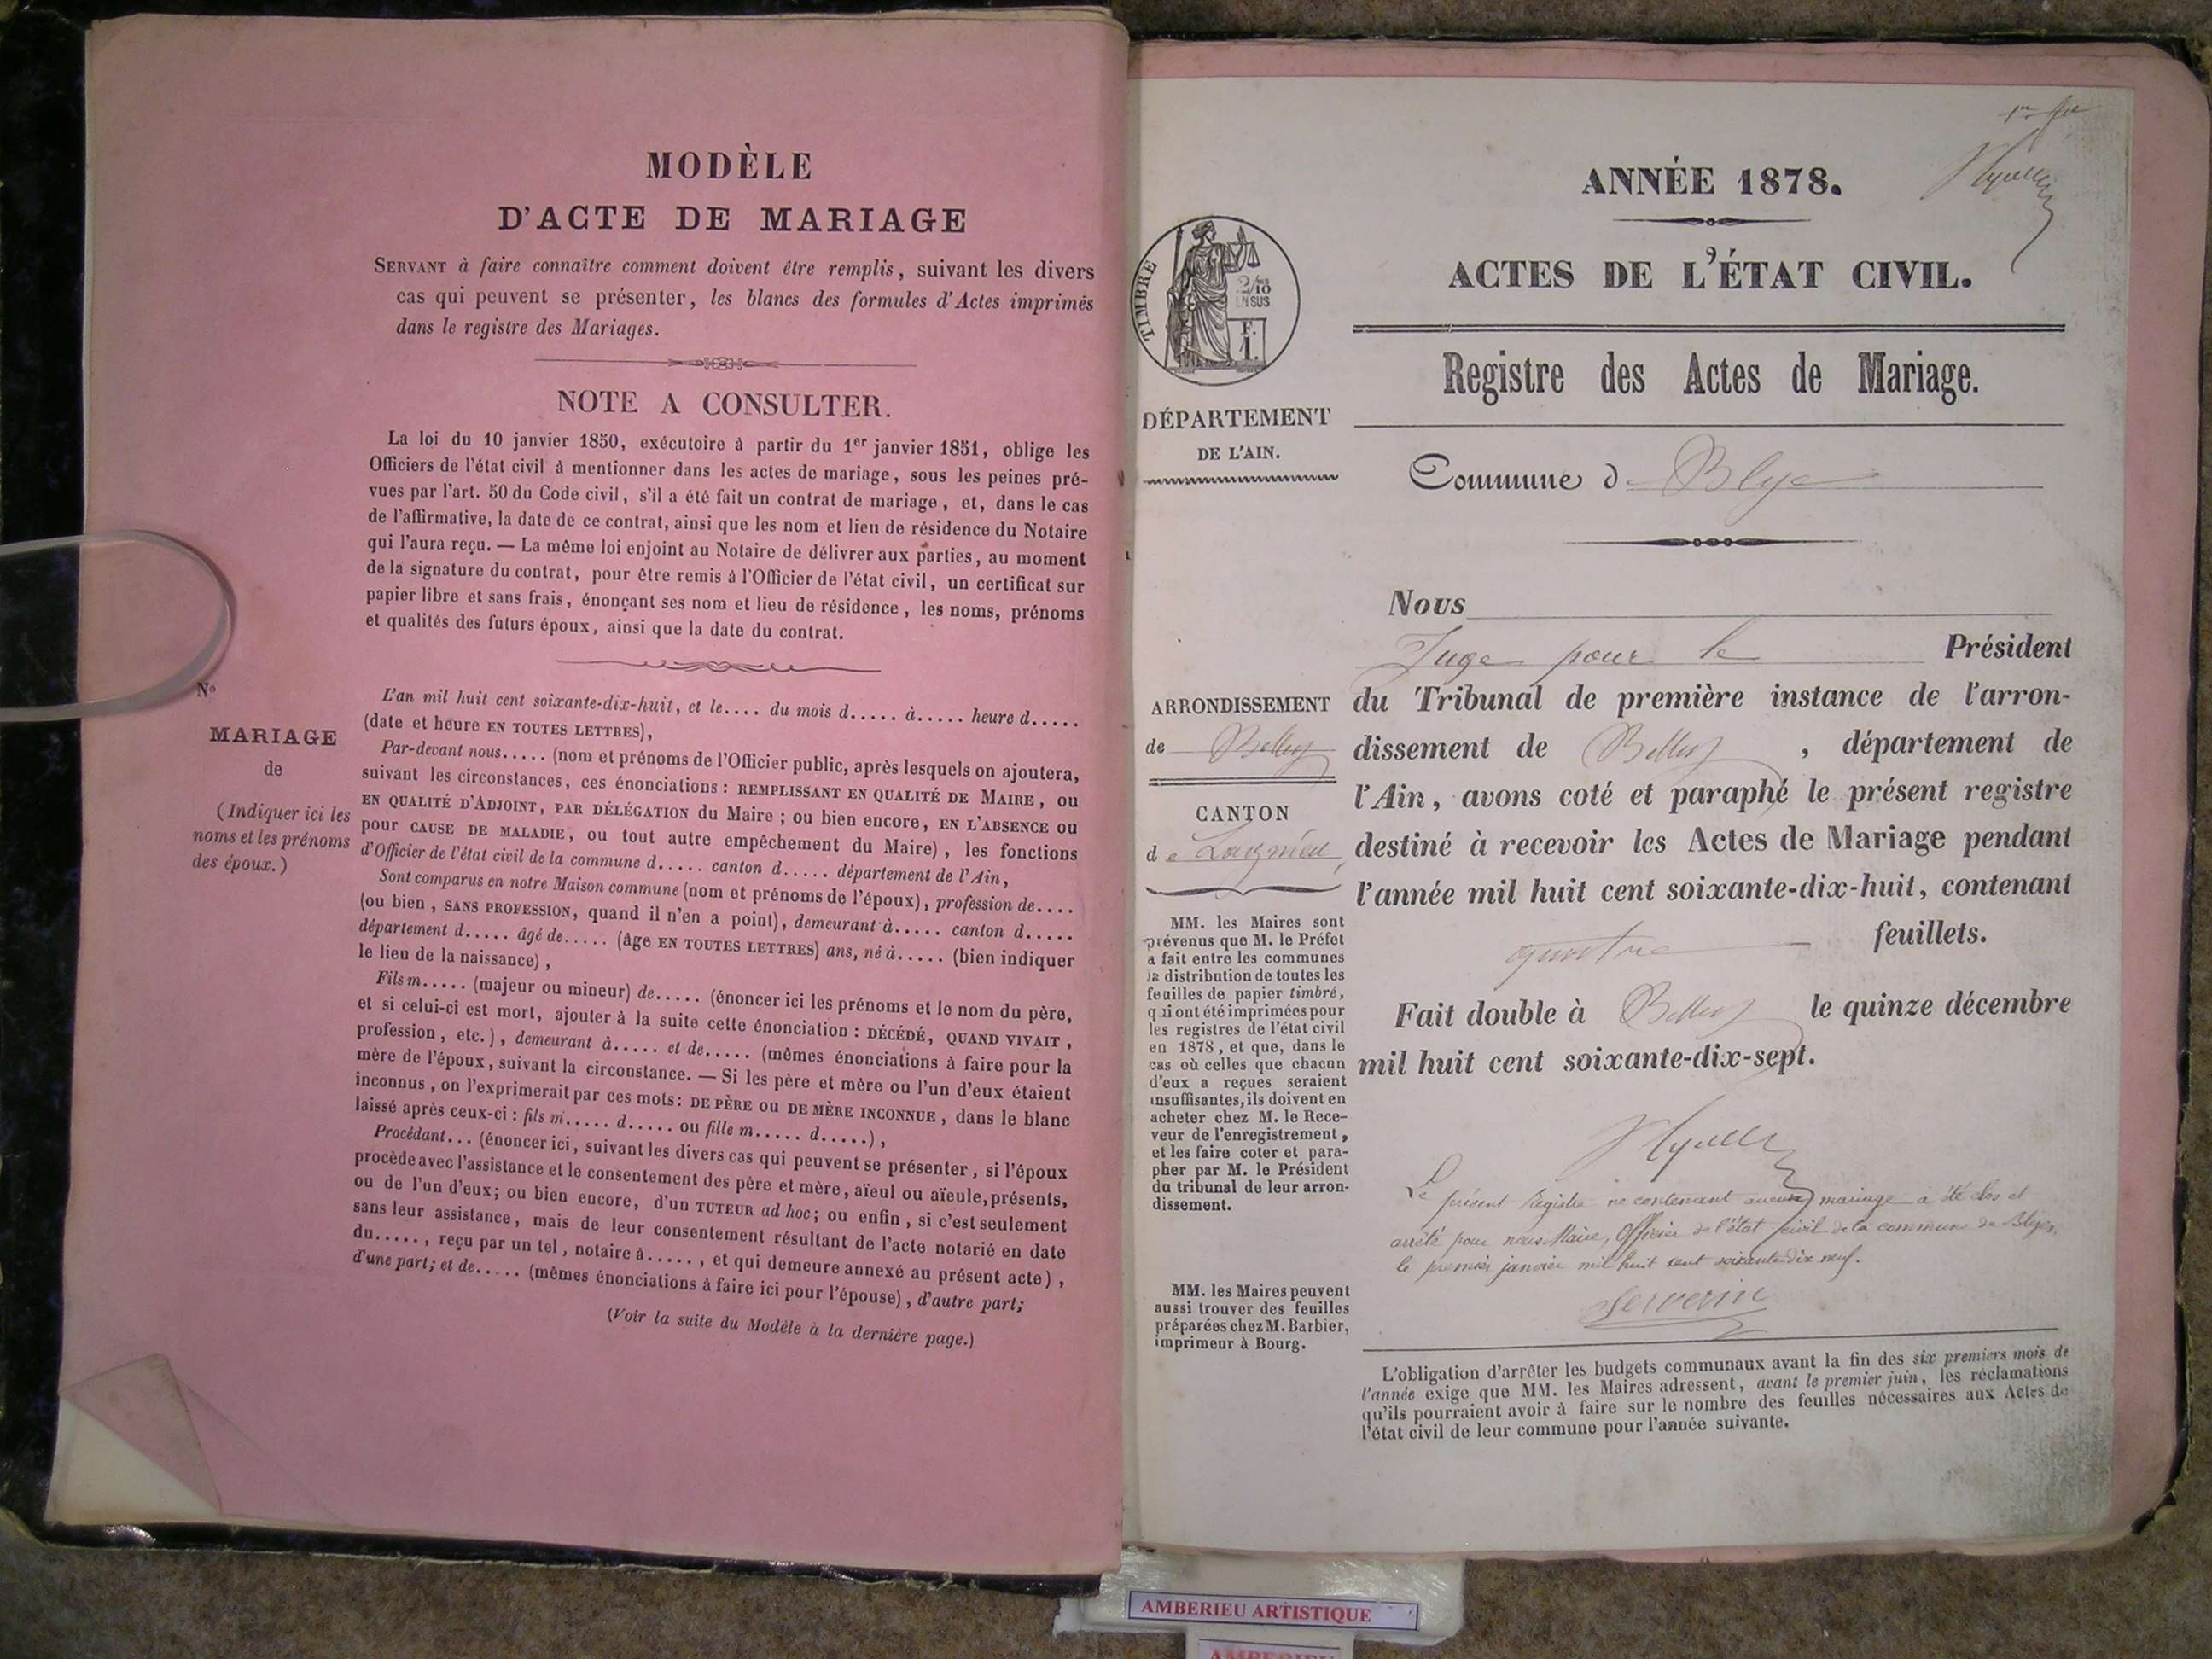 MODÈLE
D'ACTE DE MARIAGE
SERVANT à faire connaître comment doivent être remplis, suivant les divers
cas qui peuvent se présenter, les blancs des formules d'Actes imprimés
dans le registre des Mariages.
NOTE A CONSULTER.
La loi du 10 janvier 1850, exécutoire à partir du 1er janvier 1851, oblige les
Officiers de l'état civil à mentionner dans les actes de mariage, sous les peines pré-
vues par l'art. 50 du Code civil, s'il a été fait un contrat de mariage, et, dans le cas
de l'affirmative, la date de ce contrat, ainsi que les nom et lieu de résidence du Notaire
qui l'aura reçu. — La même loi enjoint au Notaire de délivrer aux parties, au moment
de la signature du contrat, pour être remis à l'Officier de l'état civil, un certificat sur
papier libre et sans frais, énonçant ses nom et lieu de résidence, les noms, prénoms
et qualités des futurs époux, ainsi que la date du contrat.
No
MARIAGE
de
(Indiquer ici les
noms et les prénoms
des époux.)
L'an mil huit cent soixante-dix-huit, et le.... du mois d..... à..... heure d.....
(date et heure EN TOUTES LETTRES),
Par-devant nous..... (nom et prénoms de l'Officier public, après lesquels on ajoutera,
suivant les circonstances, ces énonciations : REMPLISSANT EN QUALITÉ DE MAIRE, ou
EN QUALITÉ D'ADJOINT, PAR DÉLÉGATION du Maire ; ou bien encore, EN L'ABSENCE ou
pour CAUSE DE MALADIE, ou tout autre empêchement du Maire), les fonctions
d'Officier de l'état civil de la commune d..... canton d..... département de l'Ain,
Sont comparus en notre Maison commune (nom et prénoms de l'époux), profession de....
(ou bien, SANS PROFESSION, quand il n'en a point), demeurant à..... canton d.....
département d..... âgé de..... (âge EN TOUTES LETTRES) ans, né à..... (bien indiquer
le lieu de la naissance),
Fils m..... (majeur ou mineur) de..... (énoncer ici les prénoms et le nom du père,
et si celui-ci est mort, ajouter à la suite cette énonciation : DÉCÉDÉ, QUAND VIVAIT,
profession, etc.), demeurant à..... et de..... (mêmes énonciations à faire pour la
mère de l'époux, suivant la circonstance. — Si les père et mère ou l'un d'eux étaient
inconnus, on l'exprimerait par ces mots : DE PÈRE OU DE MÈRE INCONNUE, dans le blanc
laissé après ceux-ci : fils m..... d..... ou fille m..... d.....),
Procédant... (énoncer ici, suivant les divers cas qui peuvent se présenter, si l'époux
procède avec l'assistance et le consentement des père et mère, aïeul ou aïeule, présents,
ou de l'un d'eux; ou bien encore, d'un TUTEUR ad hoc; ou enfin, si c'est seulement
sans leur assistance, mais de leur consentement résultant de l'acte notarié en date
du....., reçu par un tel, notaire à....., et qui demeure annexé au présent acte),
d'une part; et de..... (mêmes énonciations à faire ici pour l'épouse), d'autre part;
(Voir la suite du Modèle à la dernière page.)
ANNÉE 1878.
ACTES DE L'ÉTAT CIVIL.
TIMBRE
2/10
EN SUS
F.
1.
Registre des Actes de Mariage.
DÉPARTEMENT
DE L'AIN.
Commune d Blyes
Nous
Juge pour le Président
du Tribunal de première instance de l'arron-
dissement de Belley, département de
l'Ain, avons coté et paraphé le présent registre
destiné à recevoir les Actes de Mariage pendant
l'année mil huit cent soixante-dix-huit, contenant
quatre feuillets.
Fait double à Belley le quinze décembre
mil huit cent soixante-dix-sept.
ARRONDISSEMENT
de Belley
CANTON
de Lagnieu
MM. les Maires sont
prévenus que M. le Préfet
a fait entre les communes
la distribution de toutes les
feuilles de papier timbré,
qui ont été imprimées pour
les registres de l'état civil
en 1878, et que, dans le
cas où celles que chacun
d'eux a reçues seraient
insuffisantes, ils doivent en
acheter chez M. le Rece-
veur de l'enregistrement,
et les faire coter et para-
pher par M. le Président
du tribunal de leur arron-
dissement.
MM. les Maires peuvent
aussi trouver des feuilles
préparées chez M. Barbier,
imprimeur à Bourg.
Le présent Registre ne contenant aucun mariage a été clos et
arrêté par nous Maire, Officier de l'état civil de la commune de Blyes,
le premier janvier mil huit cent soixante dix neuf.
Serverin
L'obligation d'arrêter les budgets communaux avant la fin des six premiers mois de
l'année exige que MM. les Maires adressent, avant le premier juin, les réclamations
qu'ils pourraient avoir à faire sur le nombre des feuilles nécessaires aux Actes de
l'état civil de leur commune pour l'année suivante.
AMBERIEU ARTISTIQUE
AMBERIEU